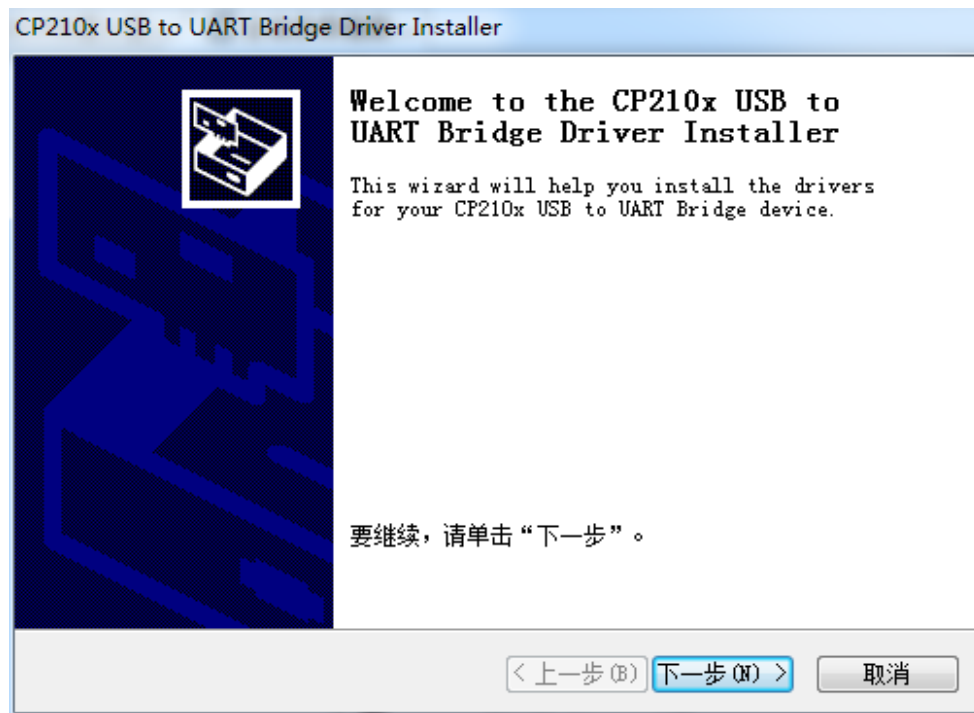 CP210x USB to UART Bridge Driver Installer
Welcome to the CP210x USB to
UART Bridge Driver Installer
This wizard will help you install the drivers
for your CP210x USB to UART Bridge device.
要继续，请单击“下一步”。
< 上一步(B) 下一步(N) > 取消